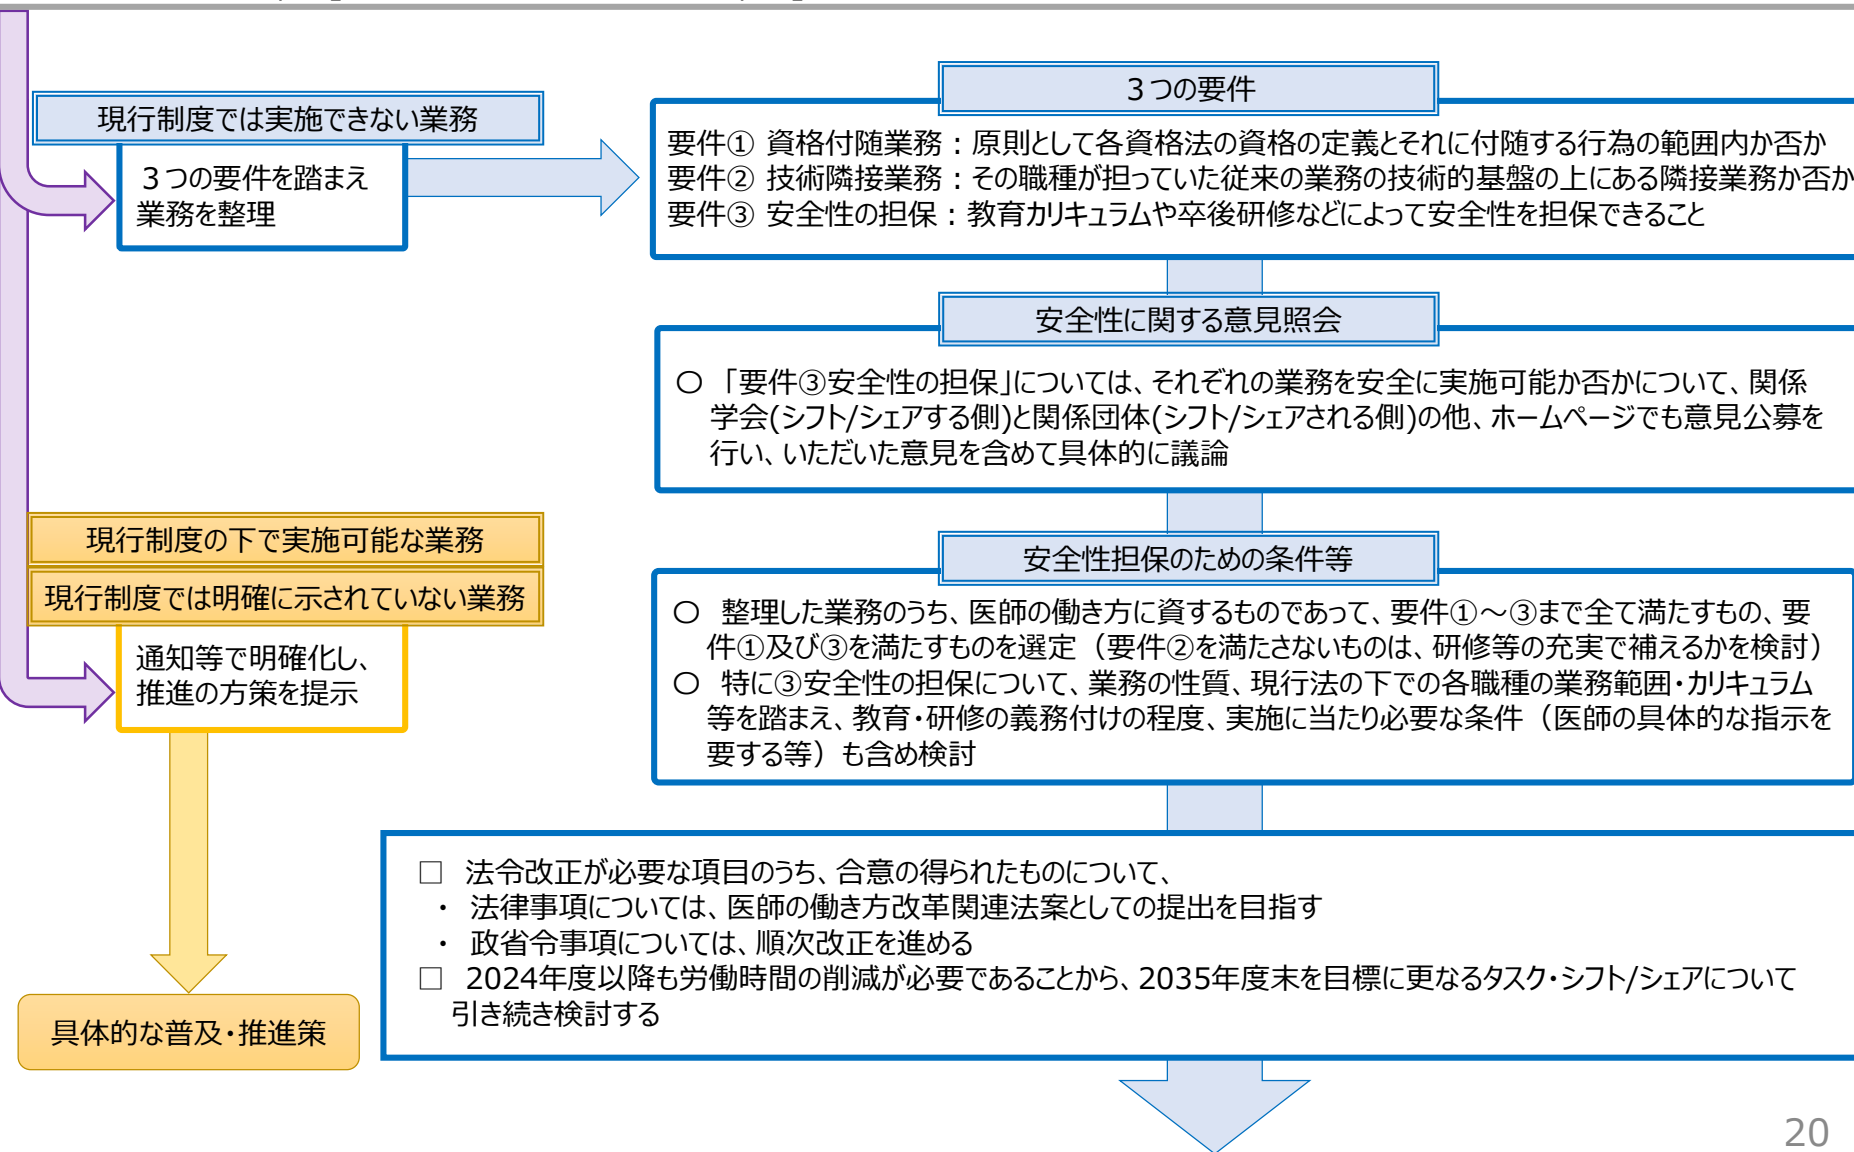 現行制度では実施できない業務
３つの要件を踏まえ
業務を整理
３つの要件
要件① 資格付随業務：原則として各資格法の資格の定義とそれに付随する行為の範囲内か否か
要件② 技術隣接業務：その職種が担っていた従来の業務の技術的基盤の上にある隣接業務か否か
要件③ 安全性の担保：教育カリキュラムや卒後研修などによって安全性を担保できること
安全性に関する意見照会
○ 「要件③安全性の担保」については、それぞれの業務を安全に実施可能か否かについて、関係
学会(シフト/シェアする側)と関係団体(シフト/シェアされる側)の他、ホームページでも意見公募を
行い、いただいた意見を含めて具体的に議論
現行制度の下で実施可能な業務
現行制度では明確に示されていない業務
通知等で明確化し、
推進の方策を提示
安全性担保のための条件等
○ 整理した業務のうち、医師の働き方に資するものであって、要件①～③まで全て満たすもの、要
件①及び③を満たすものを選定（要件②を満たさないものは、研修等の充実で補えるかを検討）
○ 特に③安全性の担保について、業務の性質、現行法の下での各職種の業務範囲・カリキュラム
等を踏まえ、教育・研修の義務付けの程度、実施に当たり必要な条件（医師の具体的な指示を
要する等）も含め検討
□ 法令改正が必要な項目のうち、合意の得られたものについて、
・ 法律事項については、医師の働き方改革関連法案としての提出を目指す
・ 政省令事項については、順次改正を進める
□ 2024年度以降も労働時間の削減が必要であることから、2035年度末を目標に更なるタスク・シフト/シェアについて
引き続き検討する
具体的な普及・推進策
20